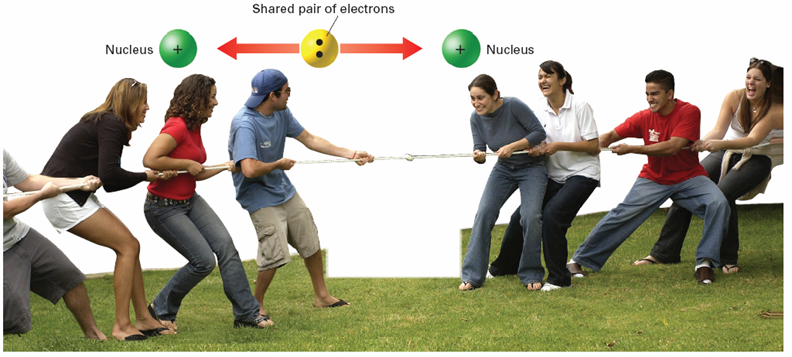 Shared pair of electrons
Nucleus + + Nucleus